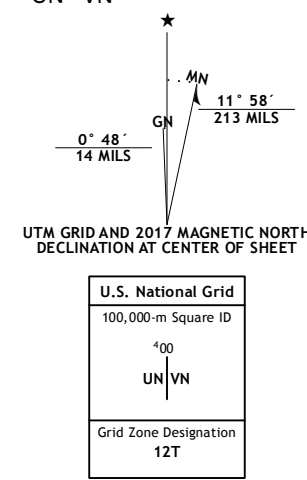 UN VN
★
MN
GN
11° 58´
213 MILS
0° 48´
14 MILS
UTM GRID AND 2017 MAGNETIC NORTH
DECLINATION AT CENTER OF SHEET
U.S. National Grid
100,000-m Square ID
⁴00
UN VN
Grid Zone Designation
12T